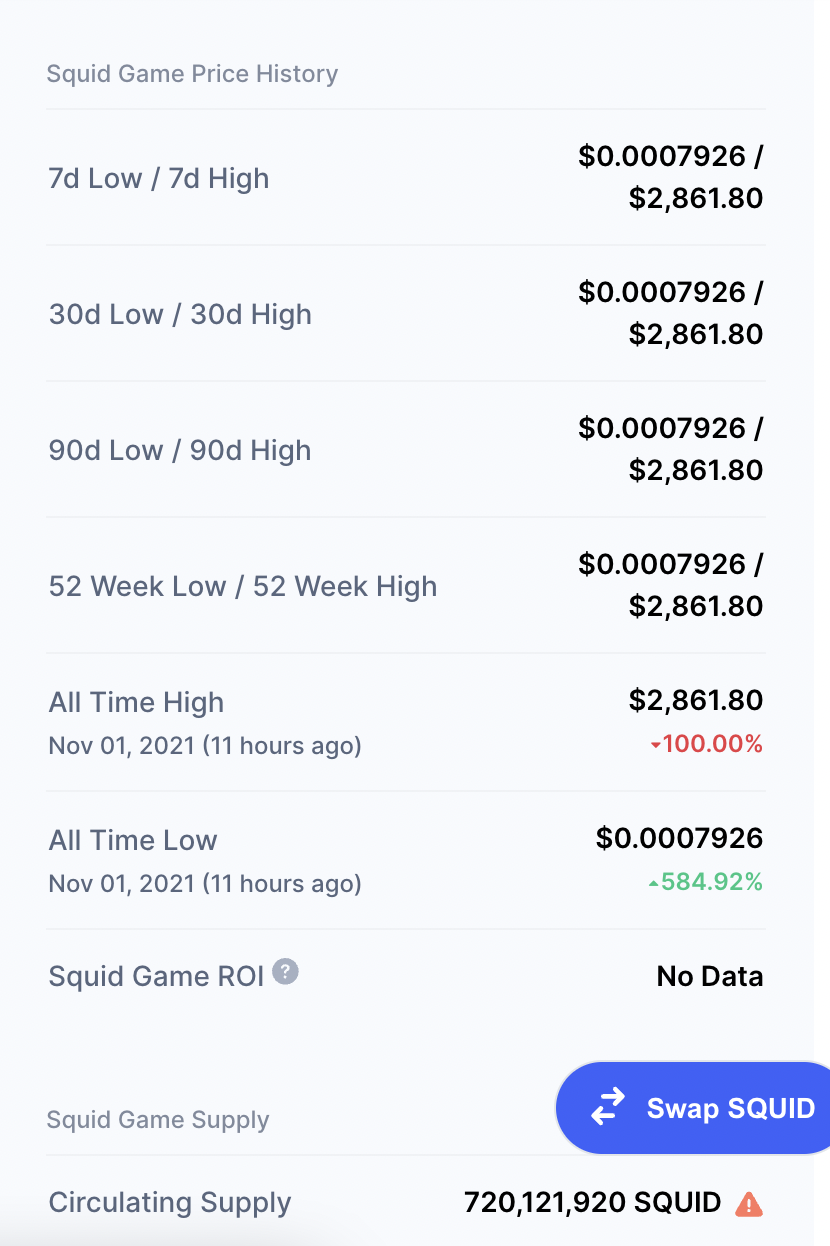 Squid Game Price History
7d Low / 7d High
$0.0007926 /
$2,861.80
30d Low / 30d High
$0.0007926 /
$2,861.80
90d Low / 90d High
$0.0007926 /
$2,861.80
52 Week Low / 52 Week High
$0.0007926 /
$2,861.80
All Time High
$2,861.80
Nov 01, 2021 (11 hours ago)
▾100.00%
All Time Low
$0.0007926
Nov 01, 2021 (11 hours ago)
▴584.92%
Squid Game ROI ?
No Data
Squid Game Supply
Swap SQUID
Circulating Supply
720,121,920 SQUID